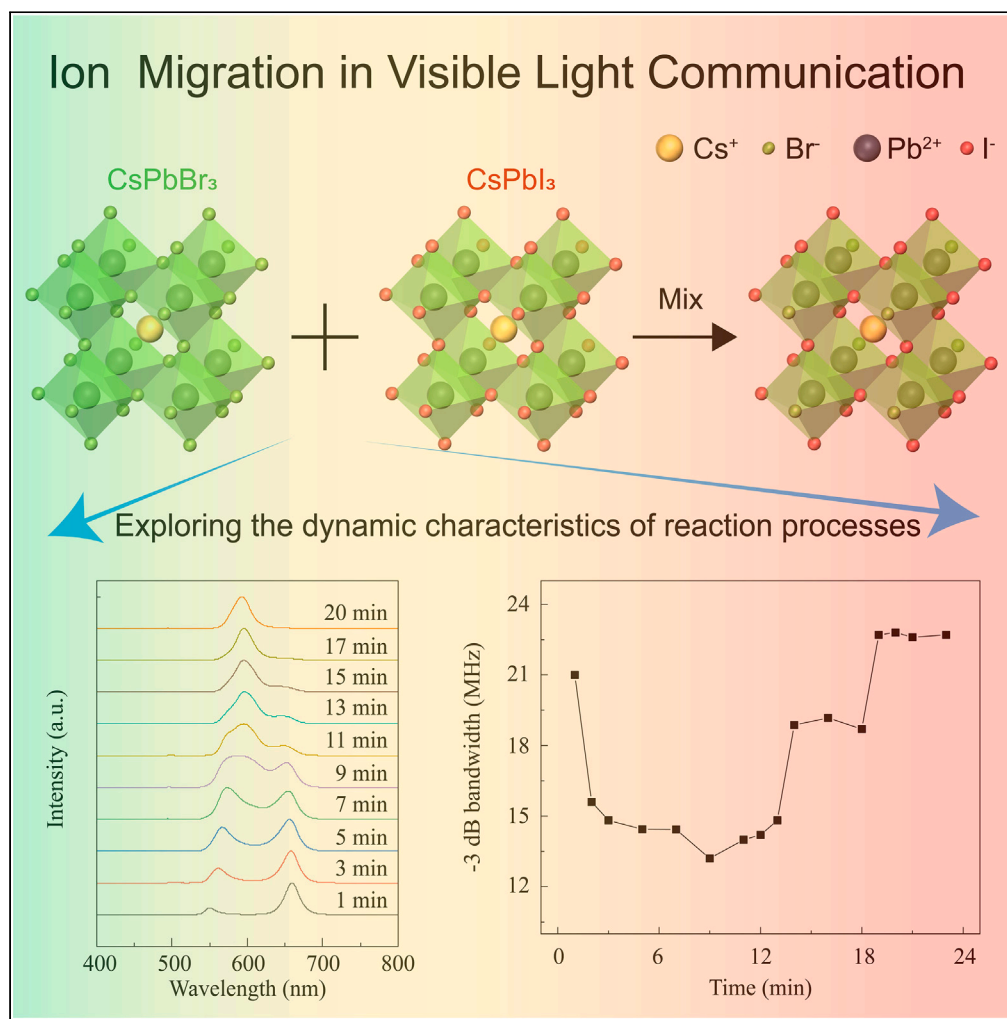 Ion Migration in Visible Light Communication
Cs⁺ Br⁻ Pb²⁺ I⁻
CsPbBr₃
CsPbI₃
Mix
Exploring the dynamic characteristics of reaction processes
20 min
17 min
15 min
13 min
11 min
9 min
7 min
5 min
3 min
1 min
Intensity (a.u.)
400 500 600 700 800
Wavelength (nm)
24
21
18
15
12
-3 dB bandwidth (MHz)
0 6 12 18 24
Time (min)